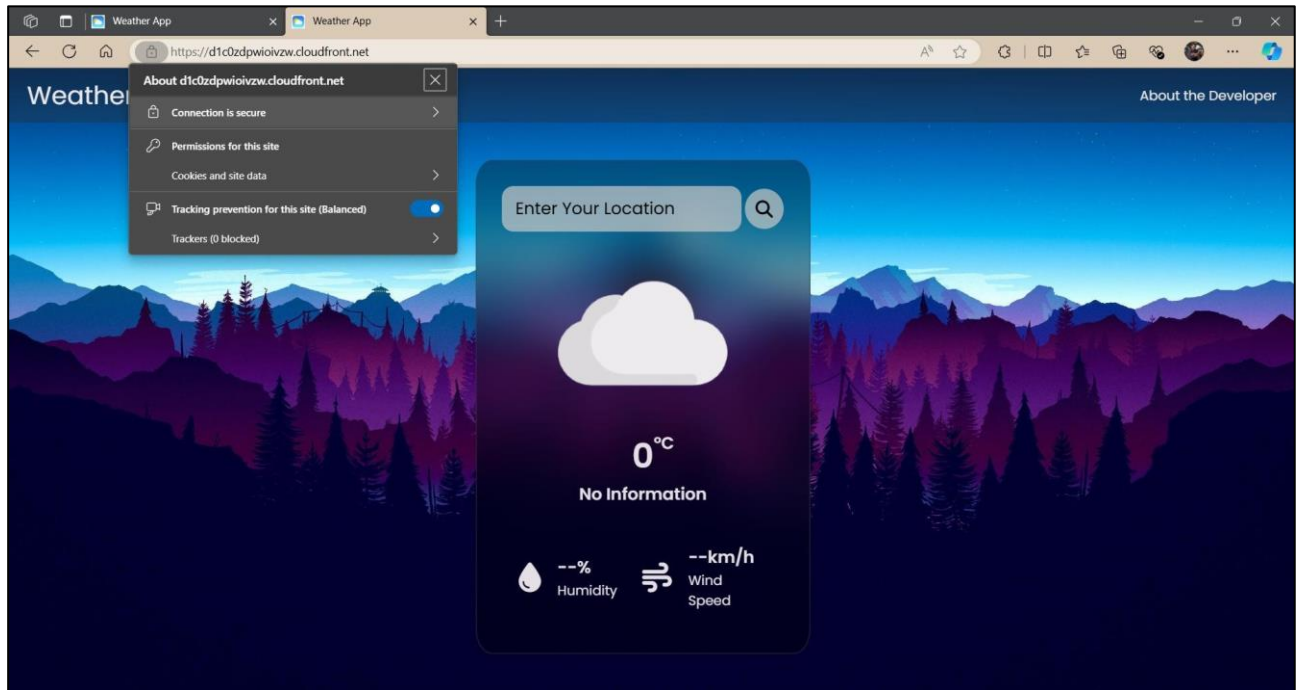 Weather App
Weather App
https://d1c0zdpwioivzw.cloudfront.net
About d1c0zdpwioivzw.cloudfront.net
Connection is secure
Permissions for this site
Cookies and site data
Tracking prevention for this site (Balanced)
Trackers (0 blocked)
Weathe
About the Developer
Enter Your Location
0°C
No Information
--%
Humidity
--km/h
Wind
Speed